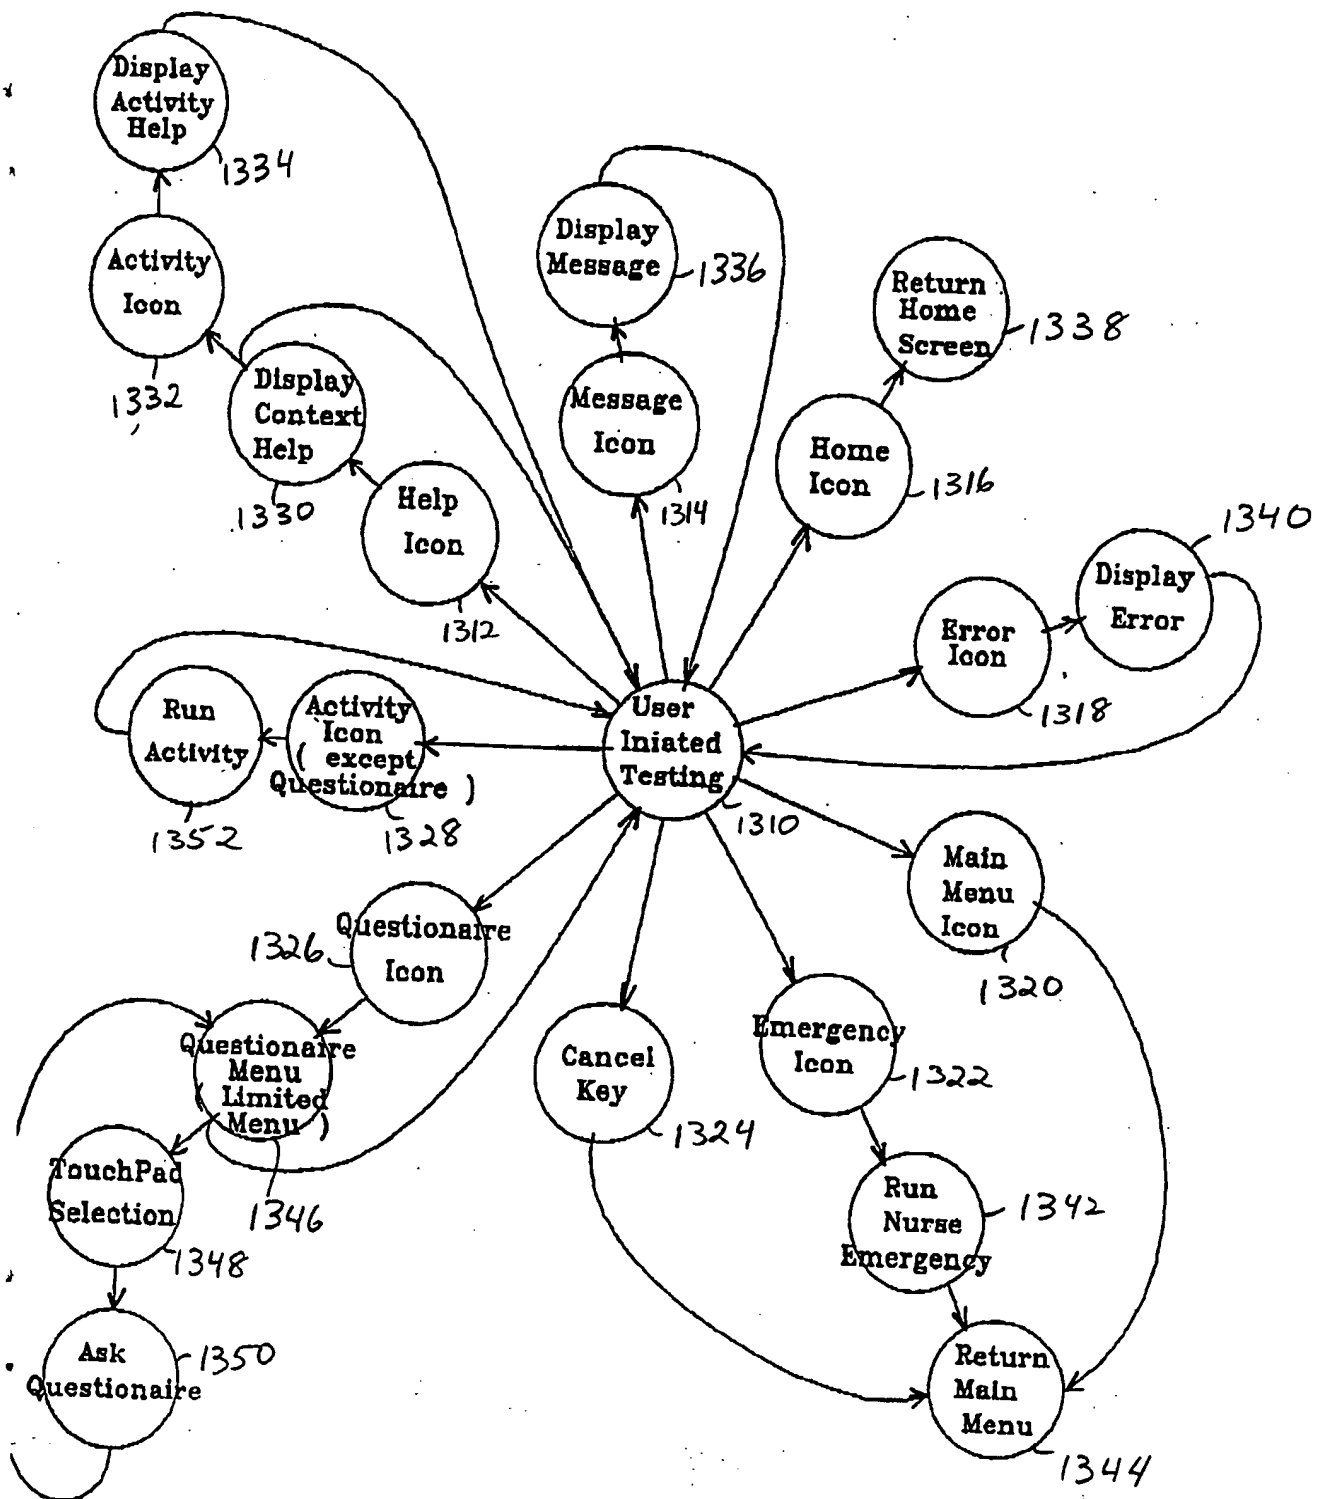 Display
Activity
Help
1334
Activity
Icon
1332
Display
Context
Help
1330
Help
Icon
1312
Display
Message
1336
Message
Icon
1314
Return
Home
Screen
1338
Home
Icon
1316
1340
Display
Error
Error
Icon
1318
User
Iniated
Testing
1310
Activity
Icon
( except
Questionaire )
1328
Run
Activity
1352
Main
Menu
Icon
1320
Questionaire
Icon
1326
Questionaire
Menu
( Limited
Menu )
1346
TouchPad
Selection
1348
Ask
Questionaire
1350
Cancel
Key
1324
Emergency
Icon
1322
Run
Nurse
Emergency
1342
Return
Main
Menu
1344